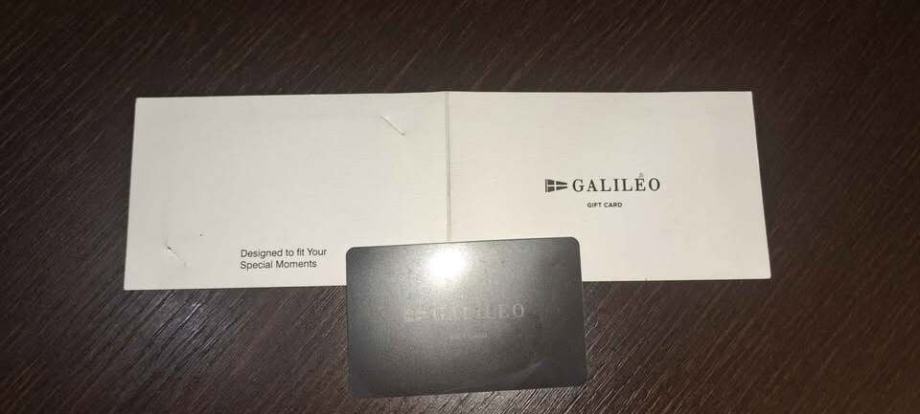 GALILEO
GIFT CARD
Designed to fit Your
Special Moments
GALILEO